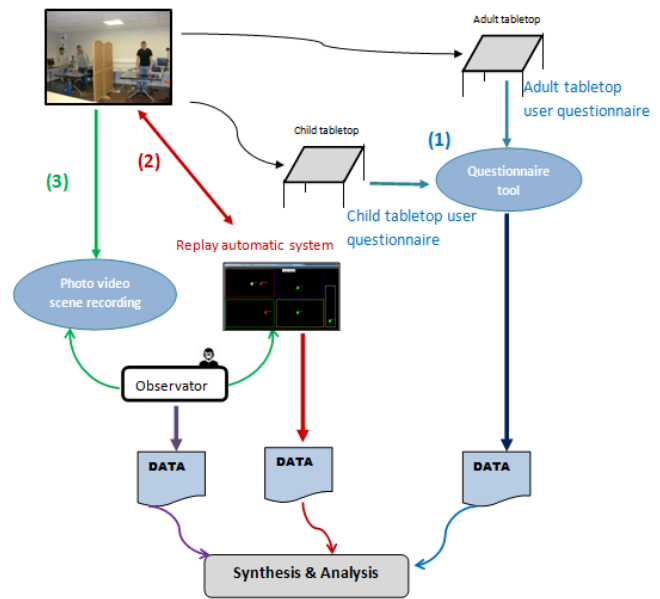 Adult tabletop
Adult tabletop
user questionnaire
Child tabletop
(1)
(2)
(3)
Questionnaire
tool
Child tabletop user
questionnaire
Replay automatic system
Photo video
scene recording
Observator
DATA
DATA
DATA
Synthesis & Analysis